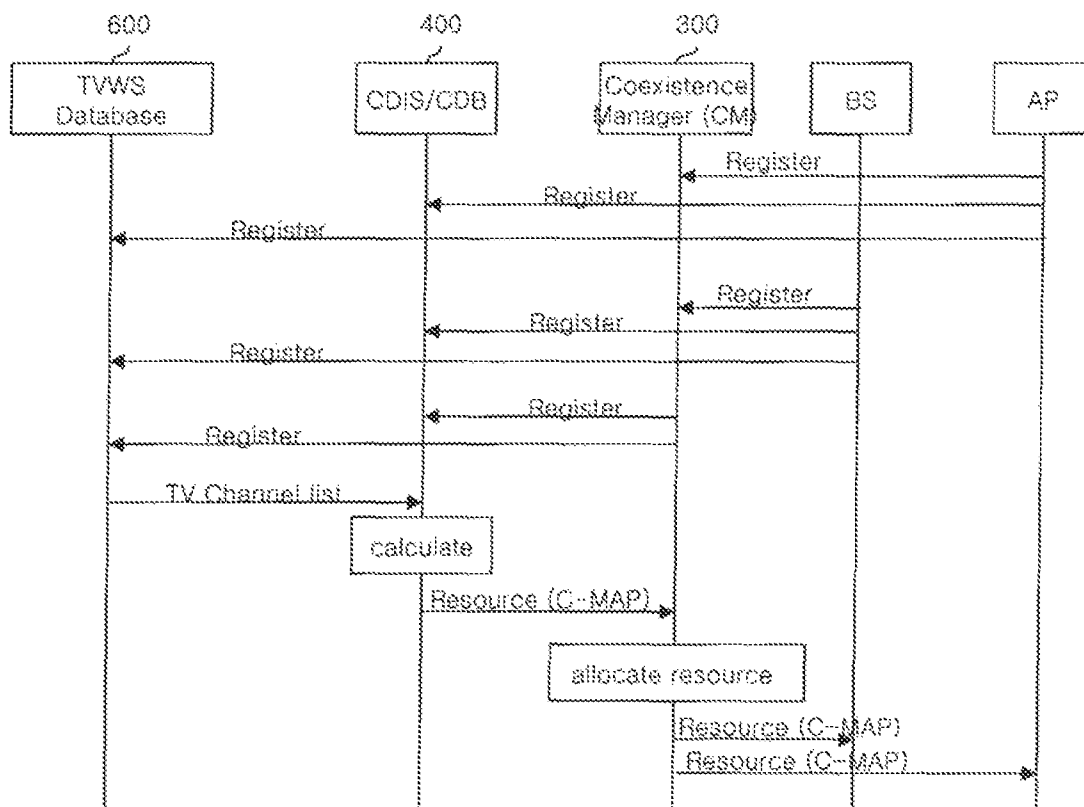 600
400
300
TVWS
Database
CDIS/CDB
Coexistence
Manager (CM)
BS
AP
Register
Register
Register
Register
Register
Register
Register
Register
TV Channel list
calculate
Resource (C-MAP)
allocate resource
Resource (C-MAP)
Resource (C-MAP)